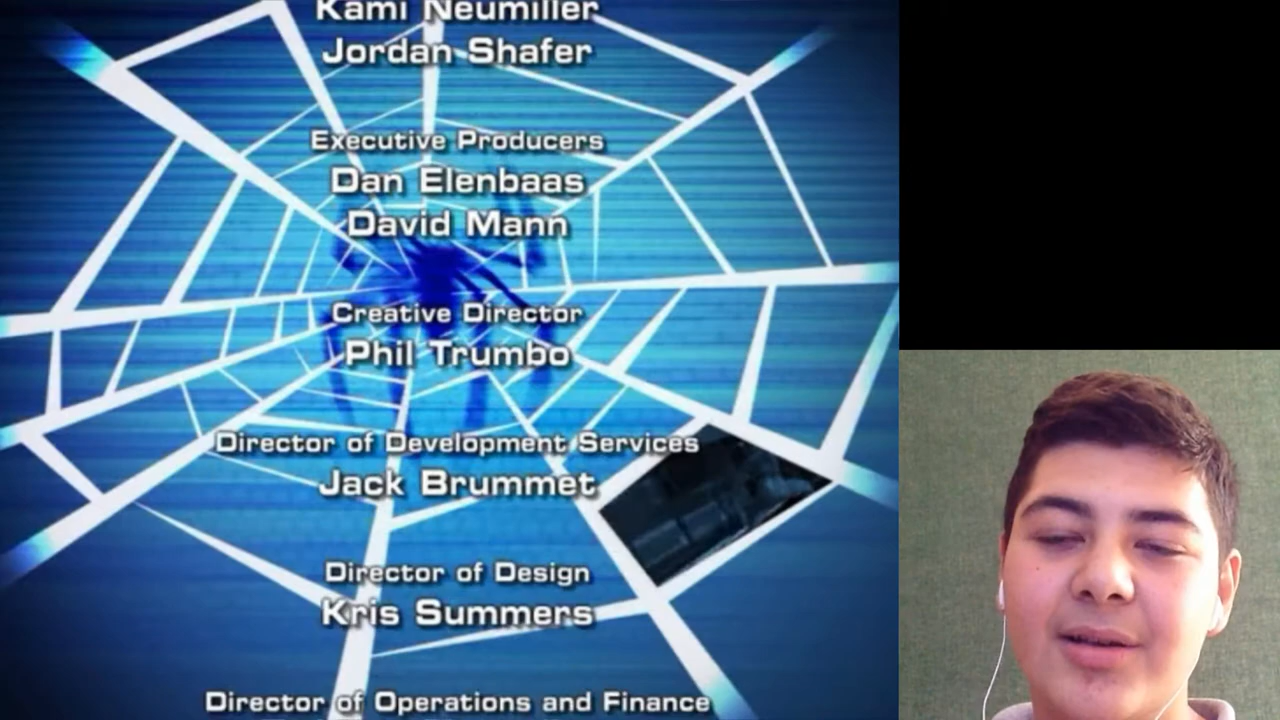 Kami Neumiller
Jordan Shafer
Executive Producers
Dan Elenbaas
David Mann
Creative Director
Phil Trumbo
Director of Development Services
Jack Brummet
Director of Design
Kris Summers
Director of Operations and Finance